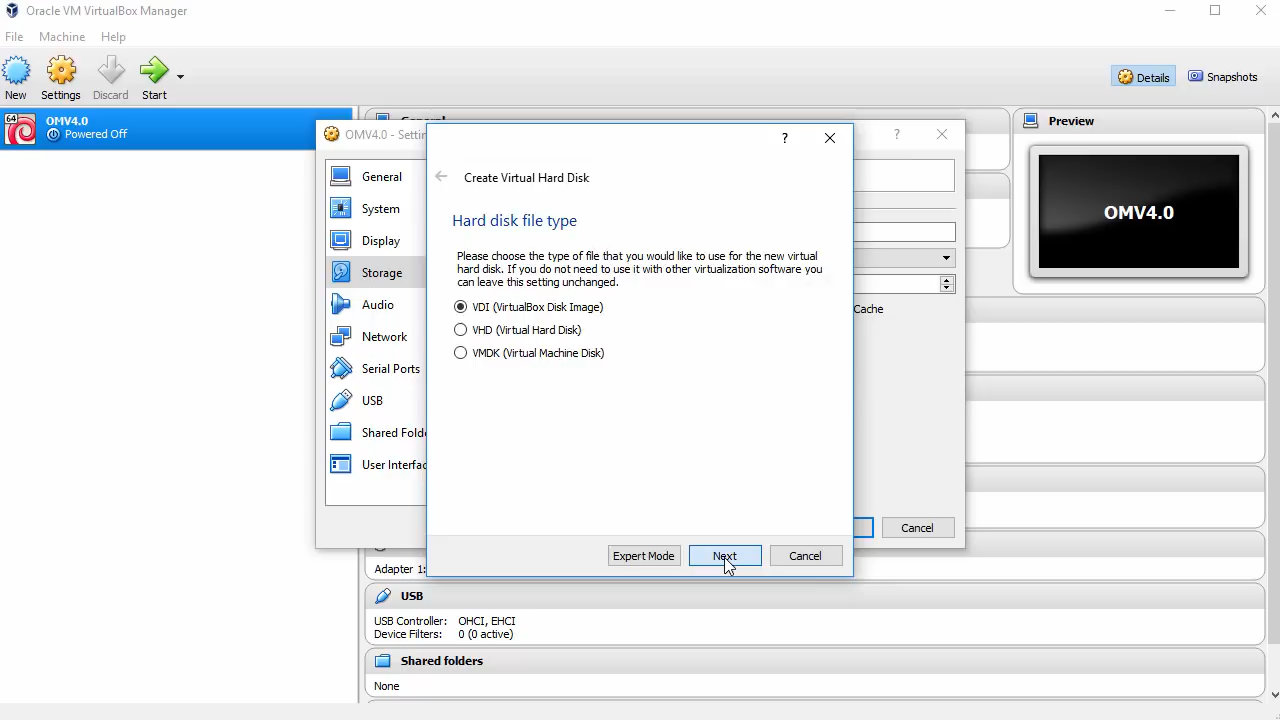 Oracle VM VirtualBox Manager
File Machine Help
New Settings Discard Start
Details Snapshots
64
OMV4.0
Powered Off
General
Preview
OMV4.0
OMV4.0 - Settin
?
General
System
Display
Storage
Audio
Network
Serial Ports
USB
Shared Folde
User Interfac
Cache
Cancel
?
Create Virtual Hard Disk
Hard disk file type
Please choose the type of file that you would like to use for the new virtual
hard disk. If you do not need to use it with other virtualization software you
can leave this setting unchanged.
VDI (VirtualBox Disk Image)
VHD (Virtual Hard Disk)
VMDK (Virtual Machine Disk)
Expert Mode Next Cancel
Adapter 1:
USB
USB Controller: OHCI, EHCI
Device Filters: 0 (0 active)
Shared folders
None